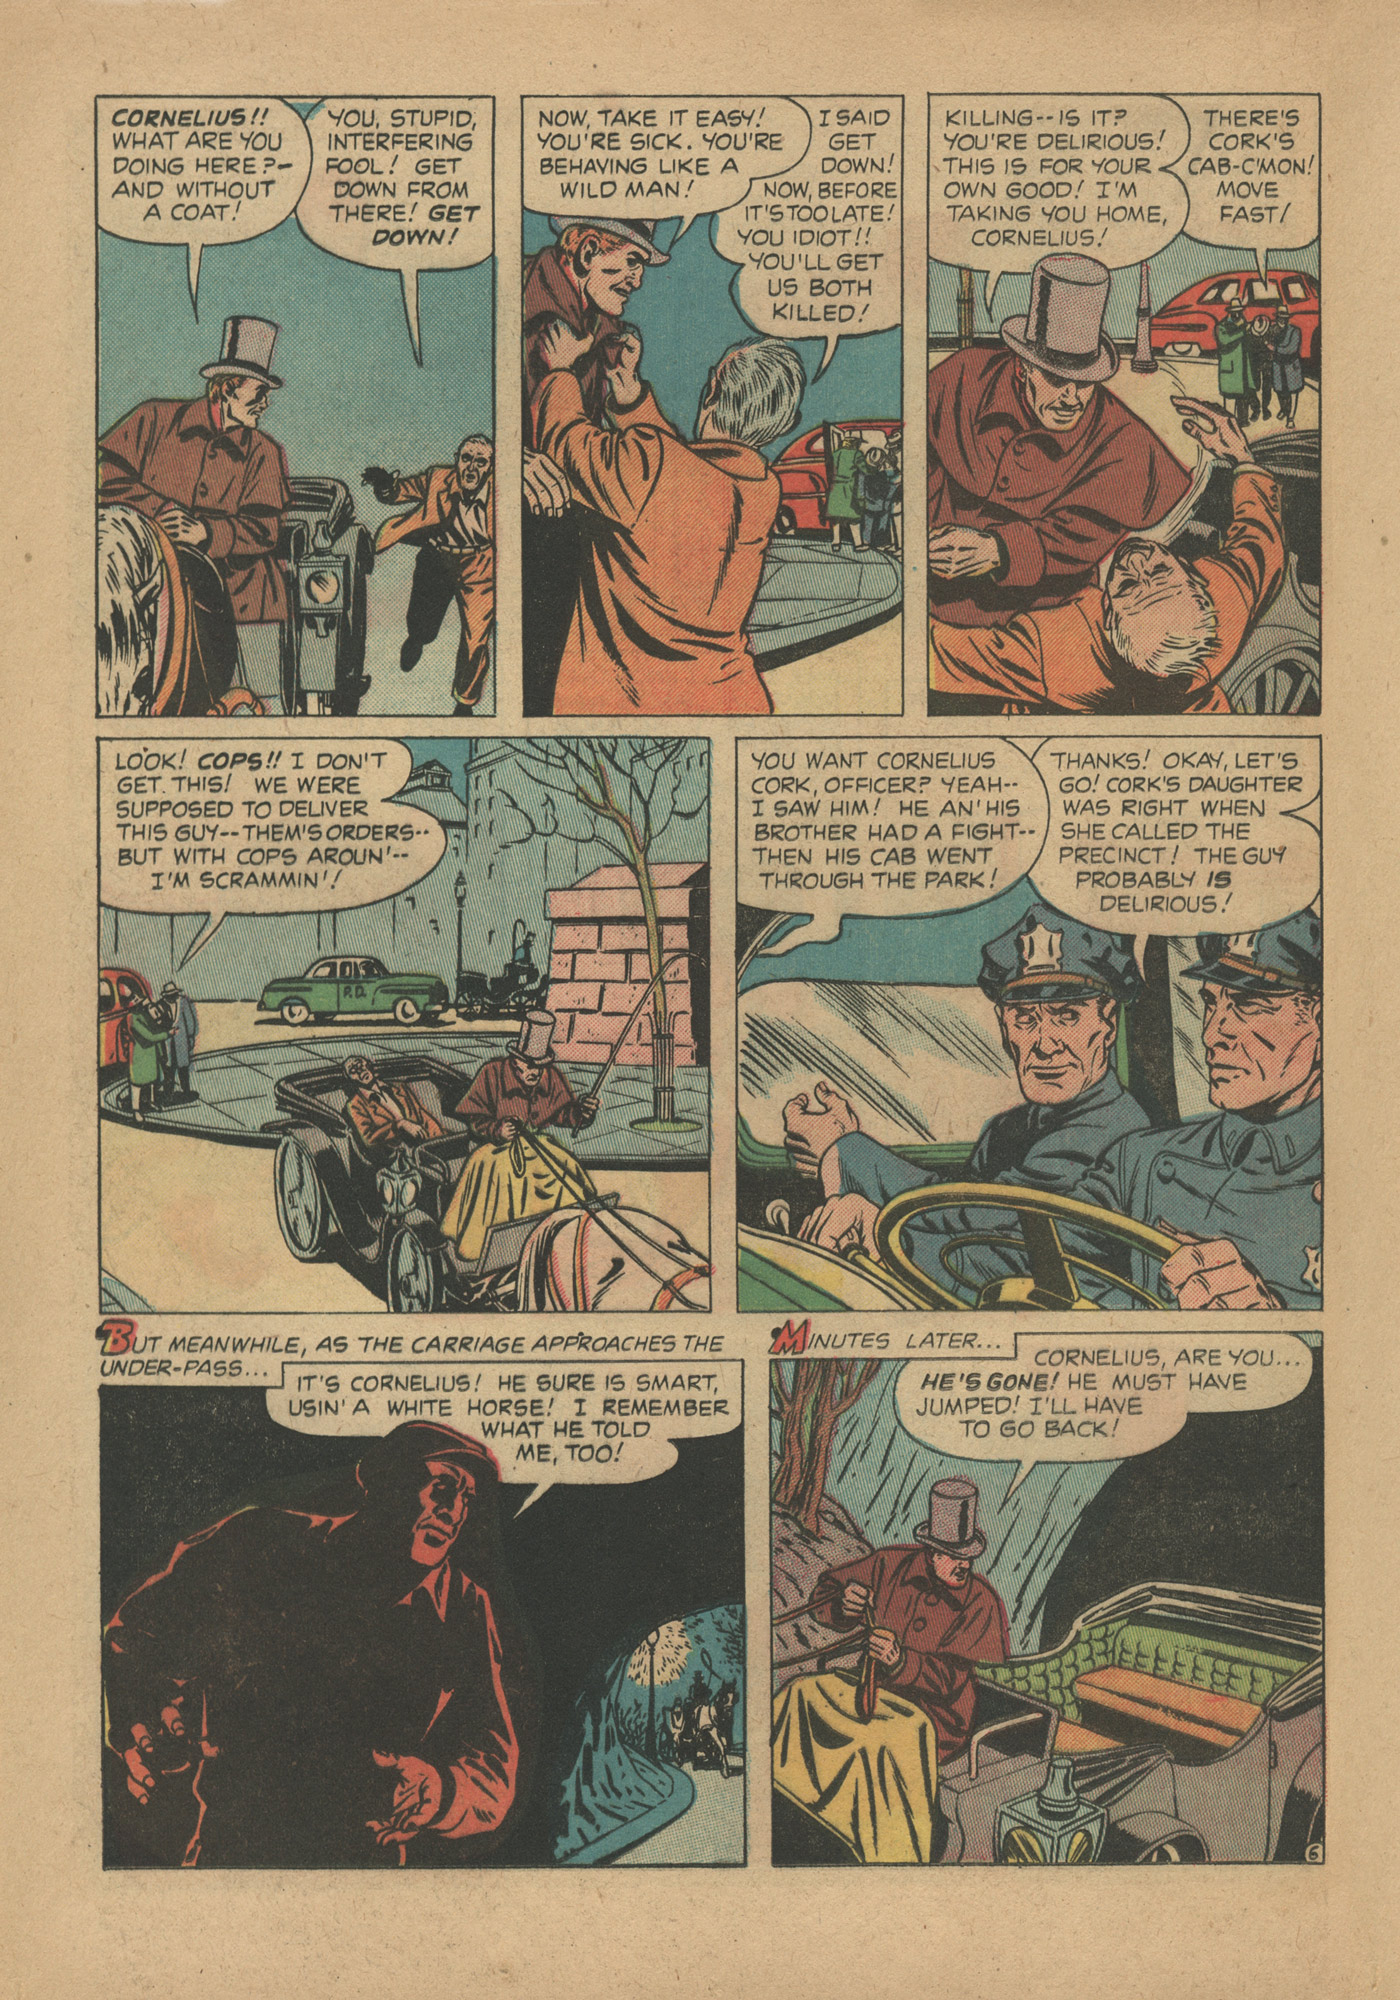 CORNELIUS!!
WHAT ARE YOU
DOING HERE?-
AND WITHOUT
A COAT!
YOU, STUPID,
INTERFERING
FOOL! GET
DOWN FROM
THERE! GET
DOWN!
NOW, TAKE IT EASY!
YOU'RE SICK. YOU'RE
BEHAVING LIKE A
WILD MAN!
I SAID
GET
DOWN!
NOW, BEFORE
IT'S TOO LATE!
YOU IDIOT!!
YOU'LL GET
US BOTH
KILLED!
KILLING--IS IT?
YOU'RE DELIRIOUS!
THIS IS FOR YOUR
OWN GOOD! I'M
TAKING YOU HOME,
CORNELIUS!
THERE'S
CORK'S
CAB-C'MON!
MOVE
FAST!
LOOK! COPS!! I DON'T
GET THIS! WE WERE
SUPPOSED TO DELIVER
THIS GUY--THEM'S ORDERS--
BUT WITH COPS AROUN'--
I'M SCRAMMIN'!
P.D.
YOU WANT CORNELIUS
CORK, OFFICER? YEAH--
I SAW HIM! HE AN' HIS
BROTHER HAD A FIGHT--
THEN HIS CAB WENT
THROUGH THE PARK!
THANKS! OKAY, LET'S
GO! CORK'S DAUGHTER
WAS RIGHT WHEN
SHE CALLED THE
PRECINCT! THE GUY
PROBABLY IS
DELIRIOUS!
BUT MEANWHILE, AS THE CARRIAGE APPROACHES THE
UNDER-PASS...
IT'S CORNELIUS! HE SURE IS SMART,
USIN' A WHITE HORSE! I REMEMBER
WHAT HE TOLD
ME, TOO!
MINUTES LATER...
CORNELIUS, ARE YOU...
HE'S GONE! HE MUST HAVE
JUMPED! I'LL HAVE
TO GO BACK!
6